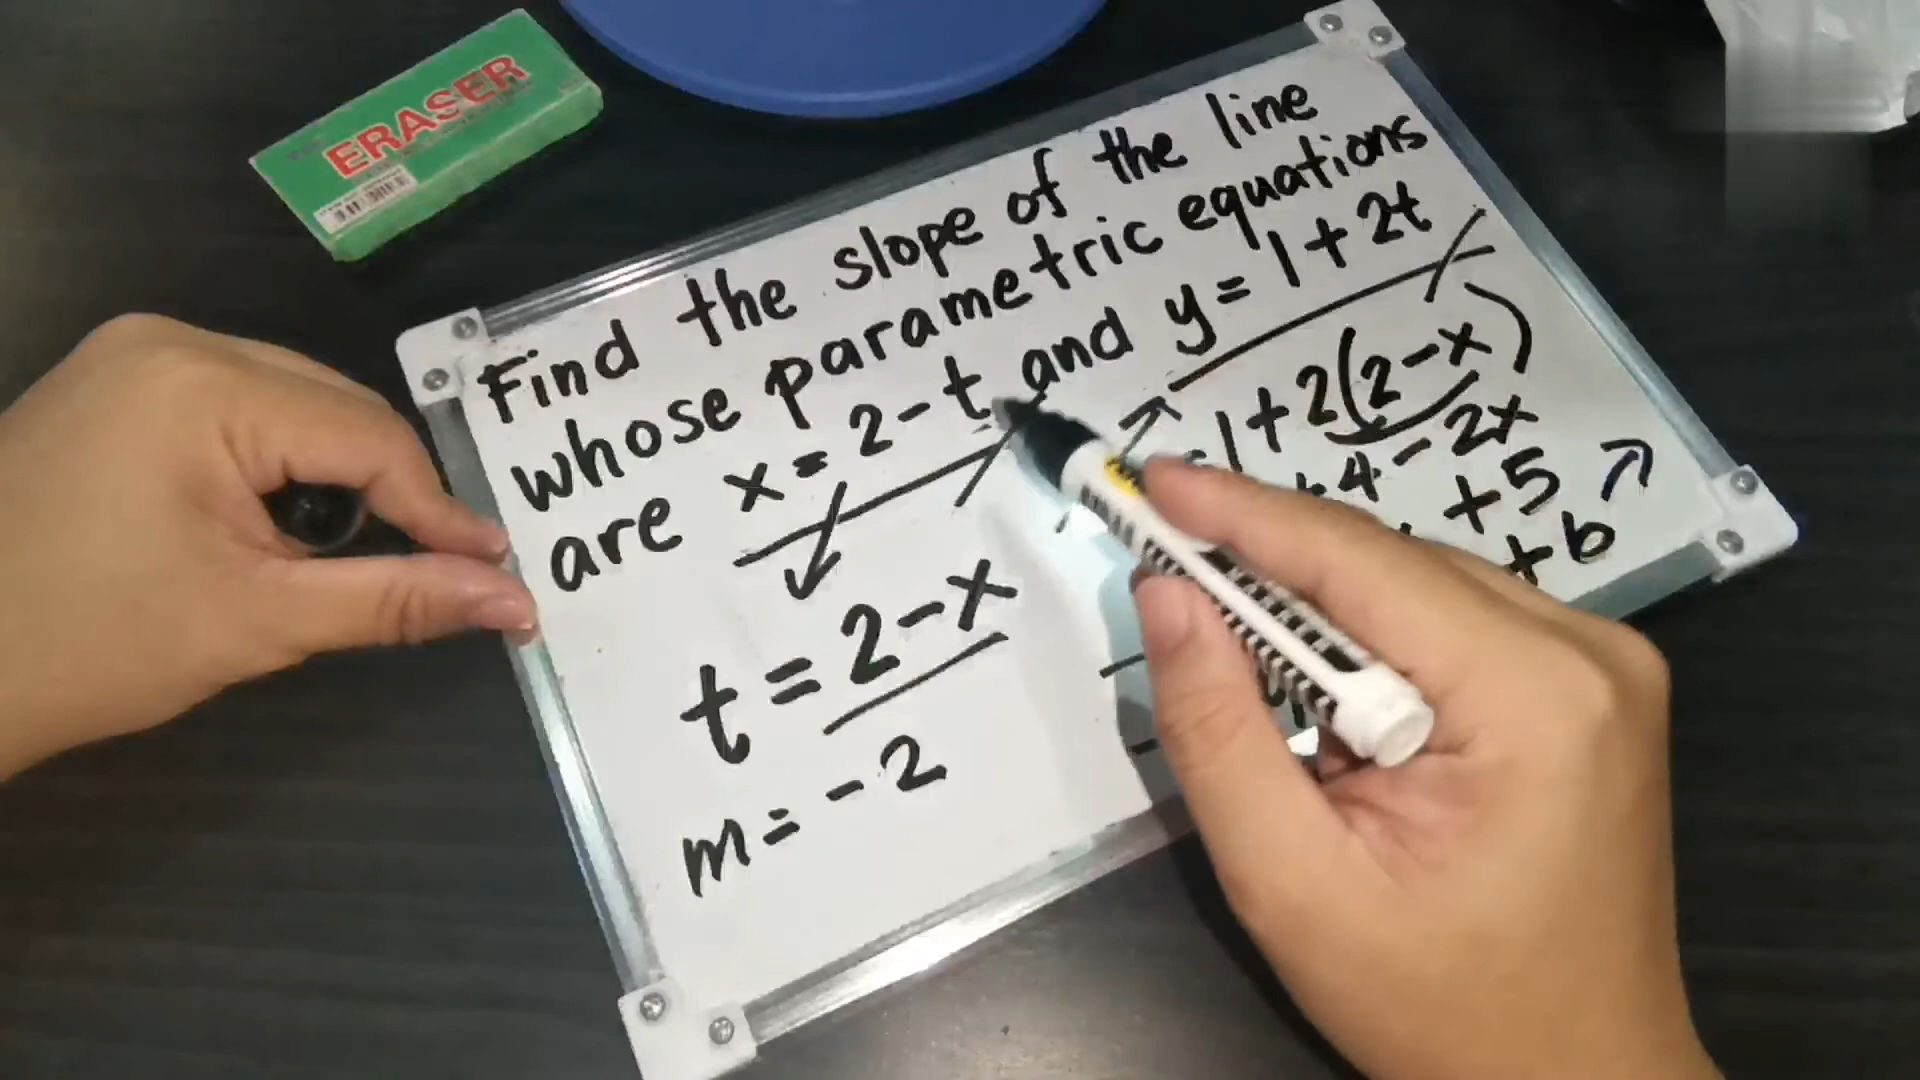 ERASER
Find the slope of the line
whose parametric equations
are x = 2 - t and y = 1 + 2t
t = 2 - x
m = - 2
1 + 2(2 - x)
+ 4 - 2x
+ 5
+ b